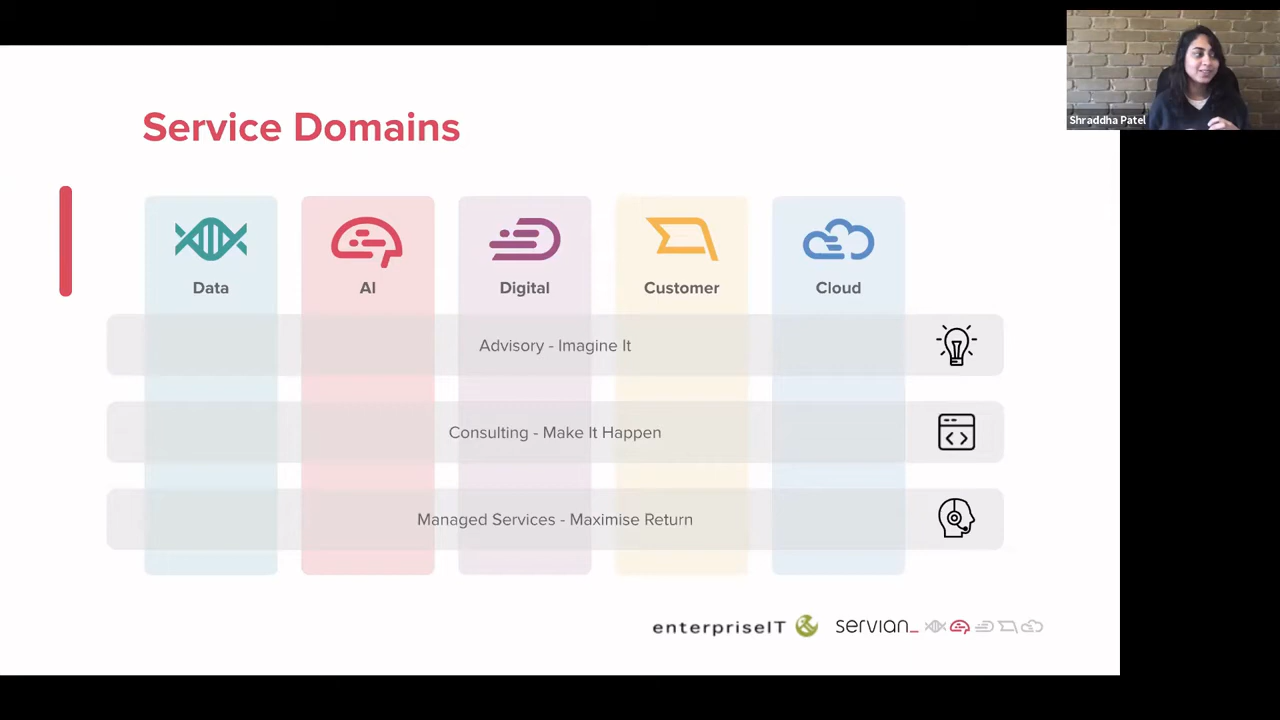 Shraddha Patel
Service Domains
Data
AI
Digital
Customer
Cloud
Advisory - Imagine It
Consulting - Make It Happen
Managed Services - Maximise Return
enterpriseIT
servian_